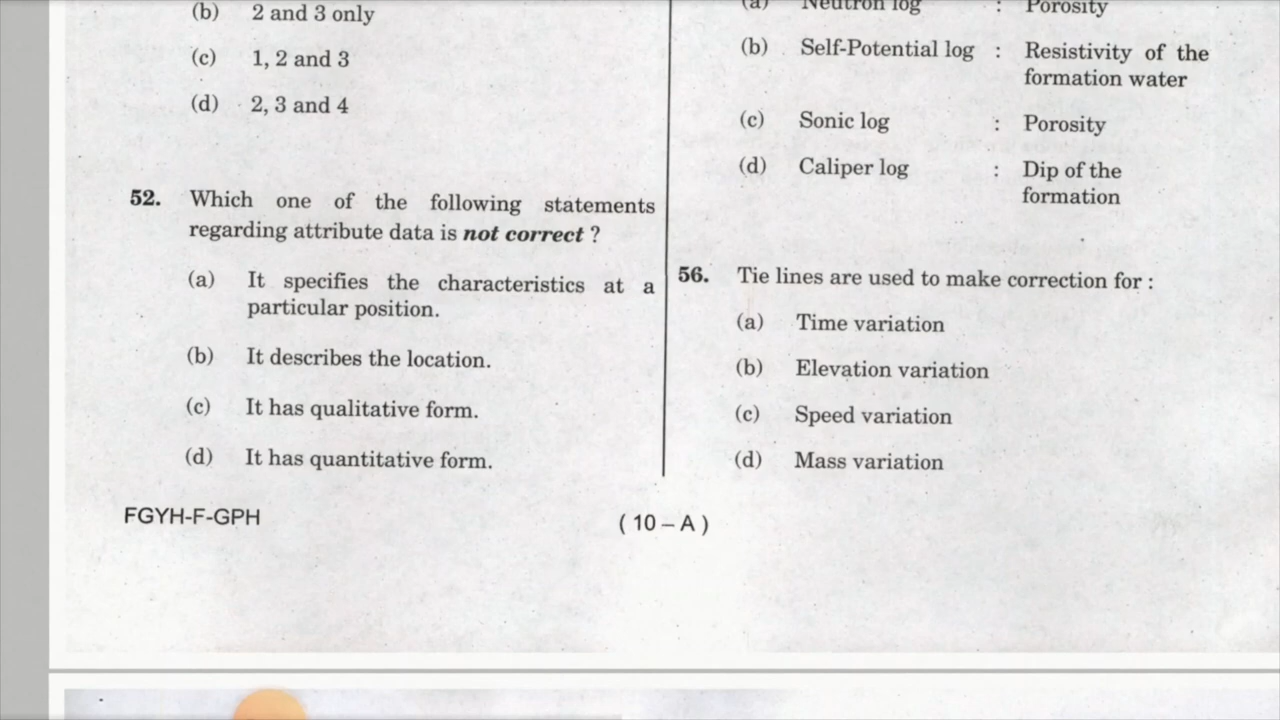 (b) 2 and 3 only
(c) 1, 2 and 3
(d) 2, 3 and 4
52. Which one of the following statements
regarding attribute data is not correct ?
(a) It specifies the characteristics at a
particular position.
(b) It describes the location.
(c) It has qualitative form.
(d) It has quantitative form.
(a) Neutron log : Porosity
(b) Self-Potential log : Resistivity of the
formation water
(c) Sonic log : Porosity
(d) Caliper log : Dip of the
formation
56. Tie lines are used to make correction for :
(a) Time variation
(b) Elevation variation
(c) Speed variation
(d) Mass variation
FGYH-F-GPH
( 10 – A )